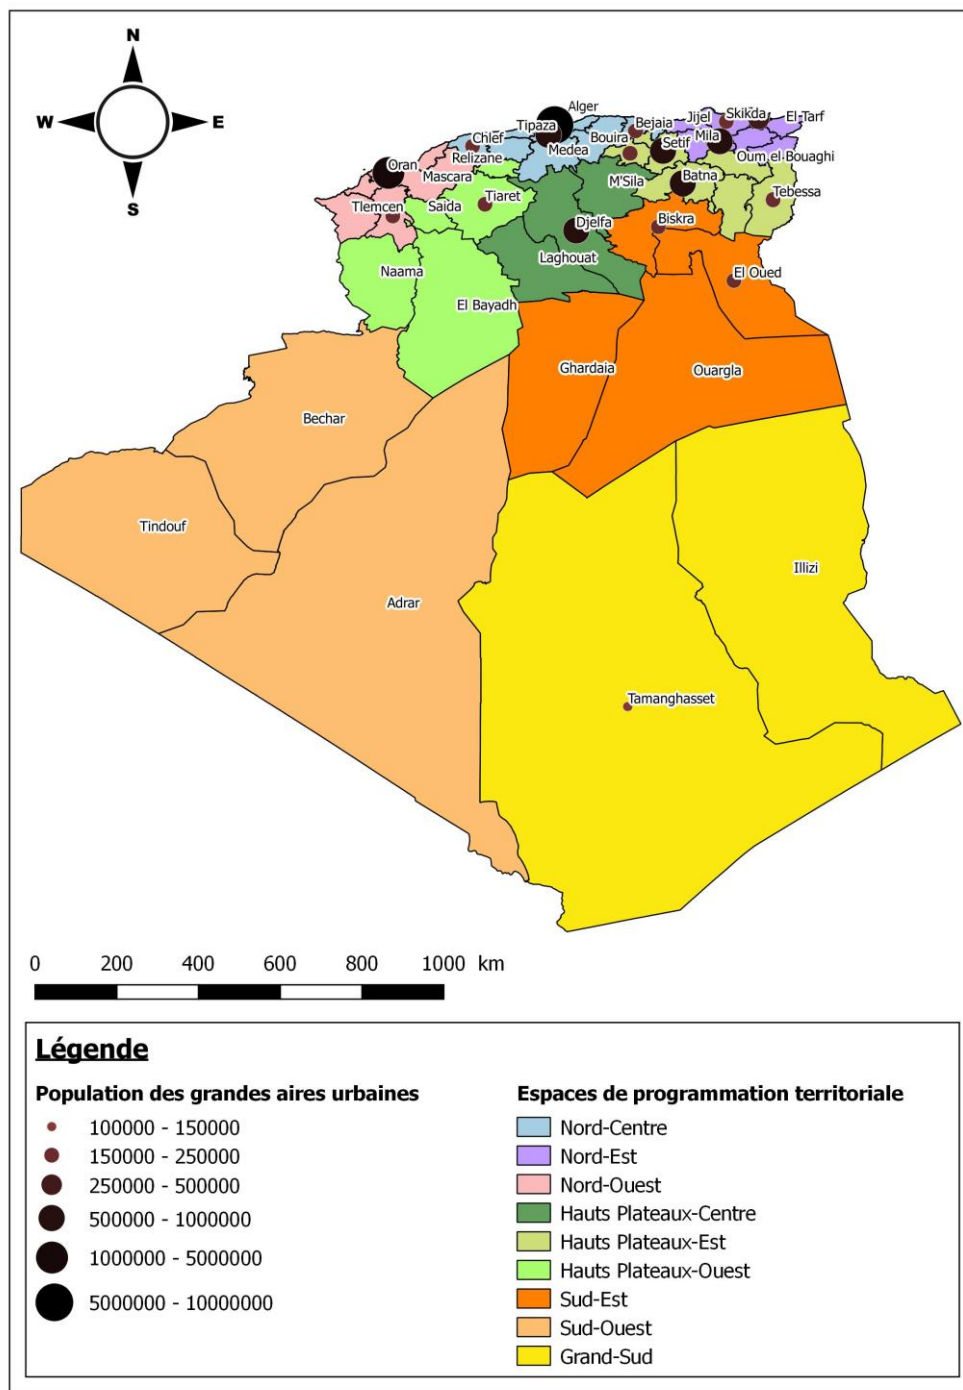 N
W E
S
Alger
Tipaza
Chlef
Relizane
Medea
Bouira
Bejaia
Jijel
Skikda
El-Tarf
Setif
Mila
Oum el-Bouaghi
Oran
Mascara
M'Sila
Batna
Tebessa
Tlemcen
Saida
Tiaret
Djelfa
Biskra
Laghouat
Naama
El Bayadh
El Oued
Ghardaia
Ouargla
Bechar
Tindouf
Adrar
Illizi
Tamanghasset
0 200 400 600 800 1000 km
Légende
Population des grandes aires urbaines
100000 - 150000
150000 - 250000
250000 - 500000
500000 - 1000000
1000000 - 5000000
5000000 - 10000000
Espaces de programmation territoriale
Nord-Centre
Nord-Est
Nord-Ouest
Hauts Plateaux-Centre
Hauts Plateaux-Est
Hauts Plateaux-Ouest
Sud-Est
Sud-Ouest
Grand-Sud